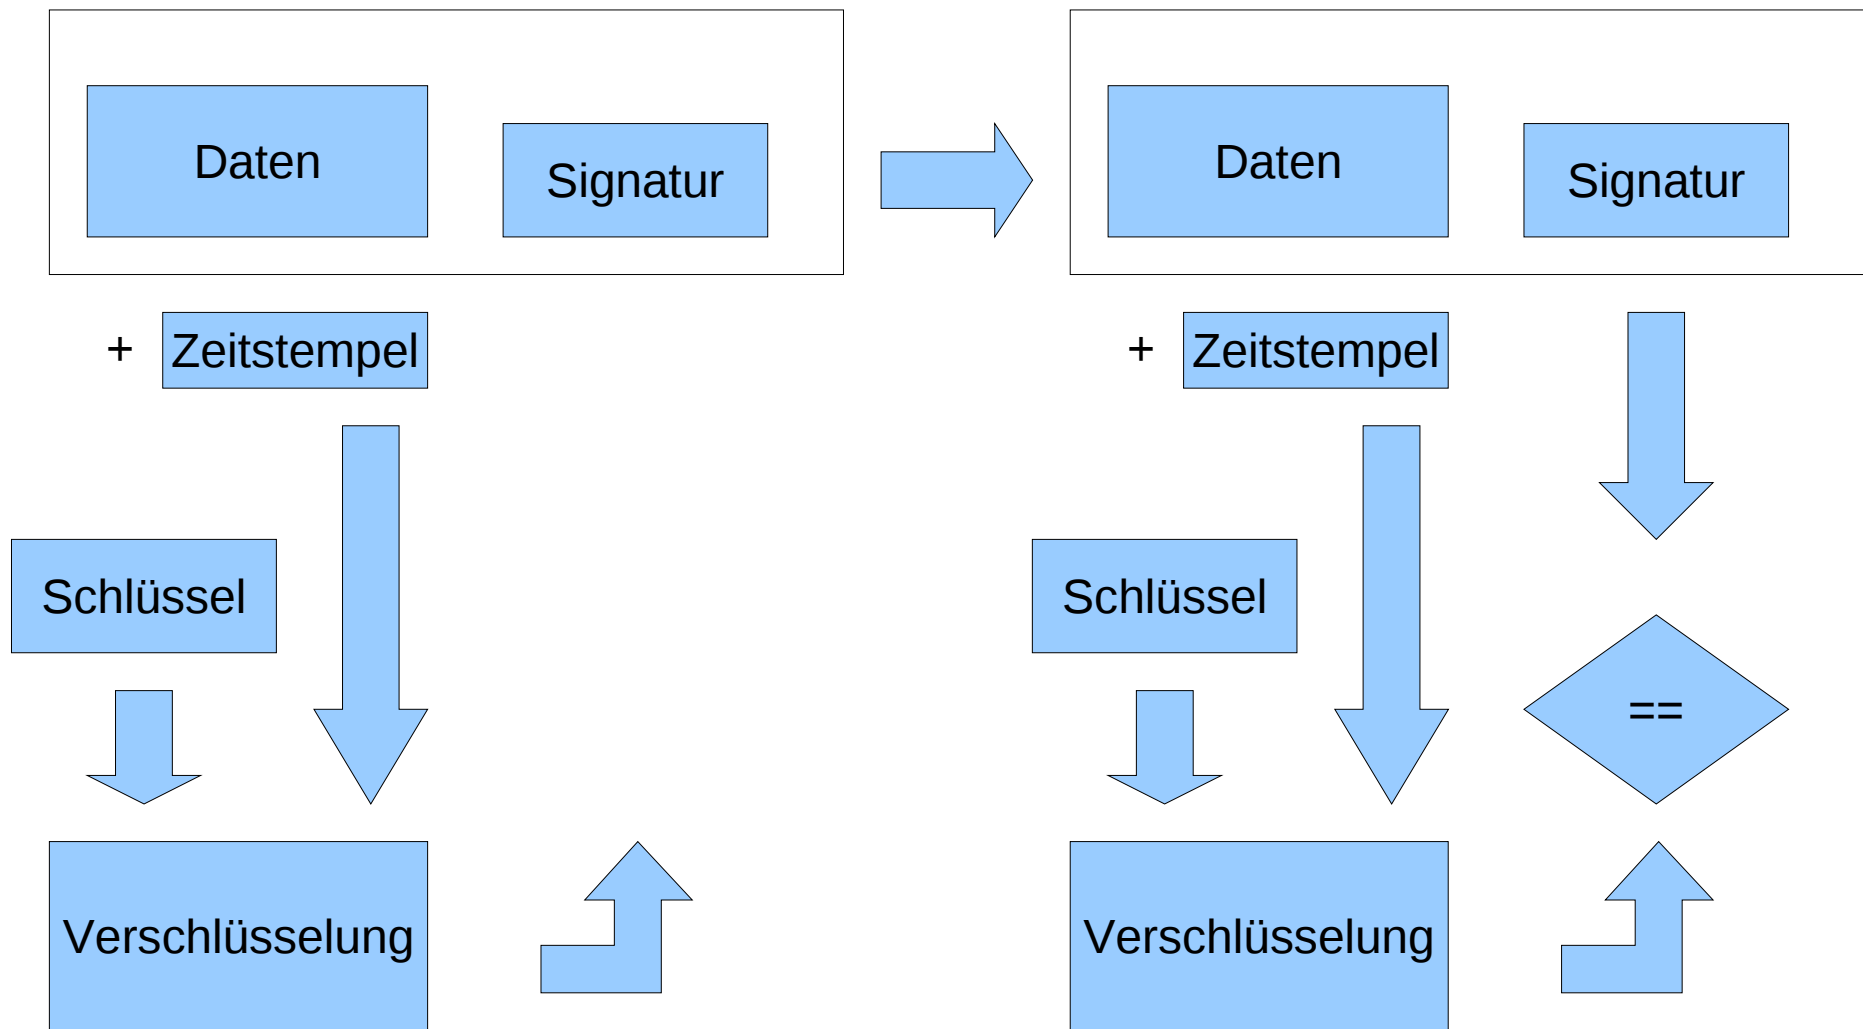 Daten
Signatur
+ Zeitstempel
Schlüssel
Verschlüsselung
Daten
Signatur
+ Zeitstempel
Schlüssel
==
Verschlüsselung